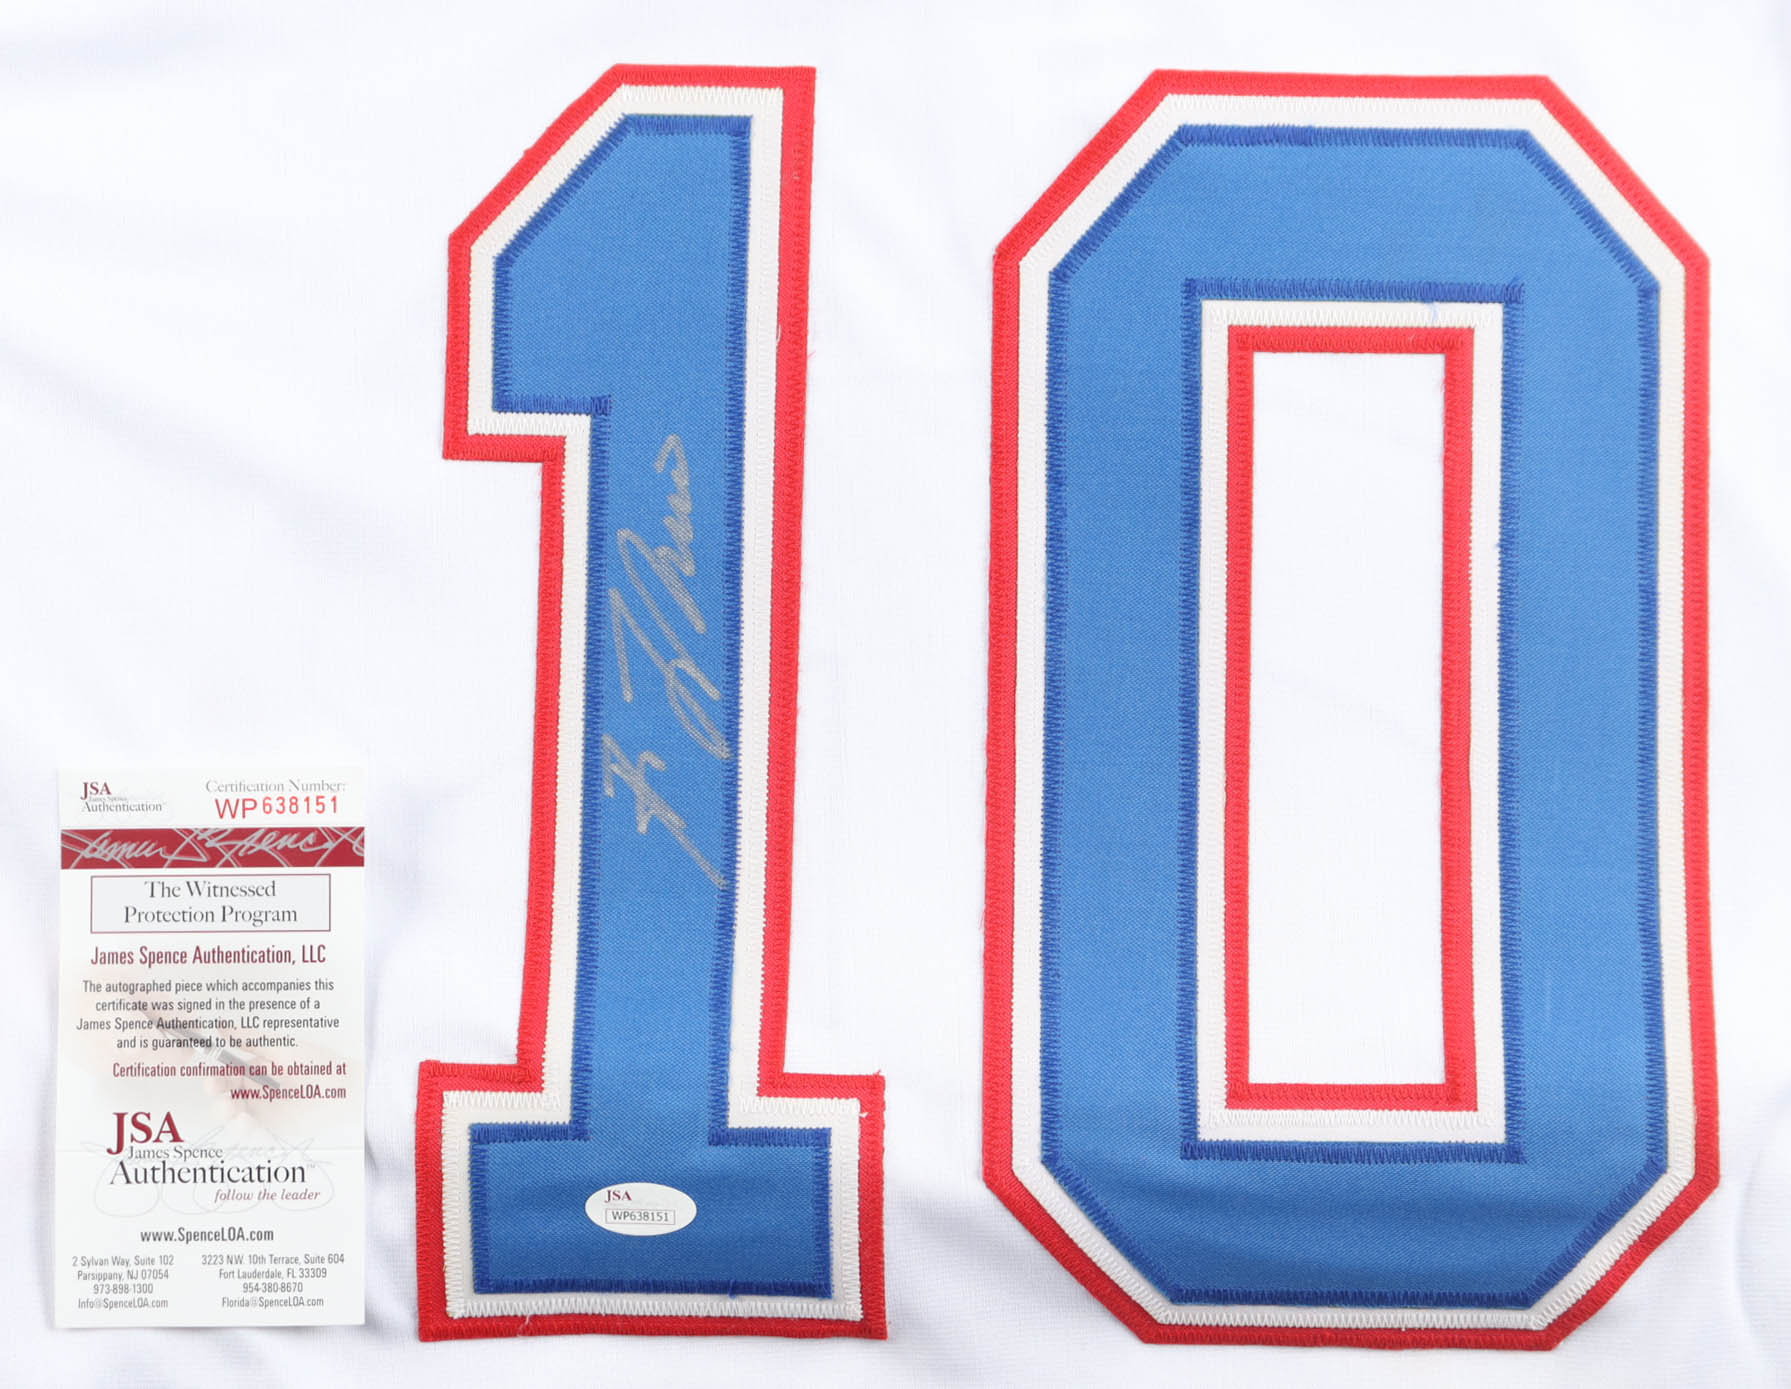 10
JSA
James Spence
Authentication™
Certification Number:
WP638151
The Witnessed
Protection Program
James Spence Authentication, LLC
The autographed piece which accompanies this
certificate was signed in the presence of a
James Spence Authentication, LLC representative
and is guaranteed to be authentic.
Certification confirmation can be obtained at
www.SpenceLOA.com
JSA
James Spence
Authentication™
follow the leader
www.SpenceLOA.com
2 Sylvan Way, Suite 102
Parsippany, NJ 07054
973-898-1300
Info@SpenceLOA.com
3223 N.W. 10th Terrace, Suite 604
Fort Lauderdale, FL 33309
954-380-8670
Florida@SpenceLOA.com
JSA
WP638151